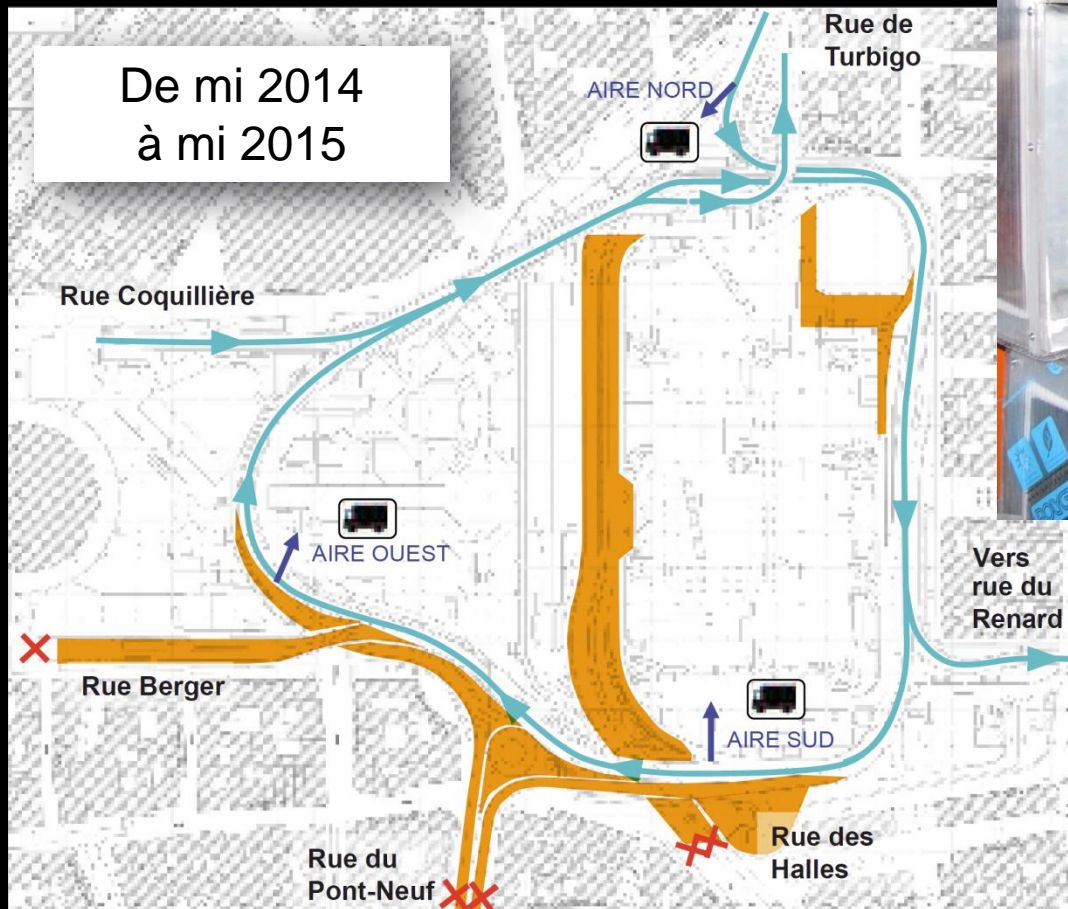 De mi 2014
à mi 2015
Rue de
Turbigo
AIRE NORD
Rue Coquillière
AIRE OUEST
Vers
rue du
Renard
Rue Berger
AIRE SUD
Rue des
Halles
Rue du
Pont-Neuf